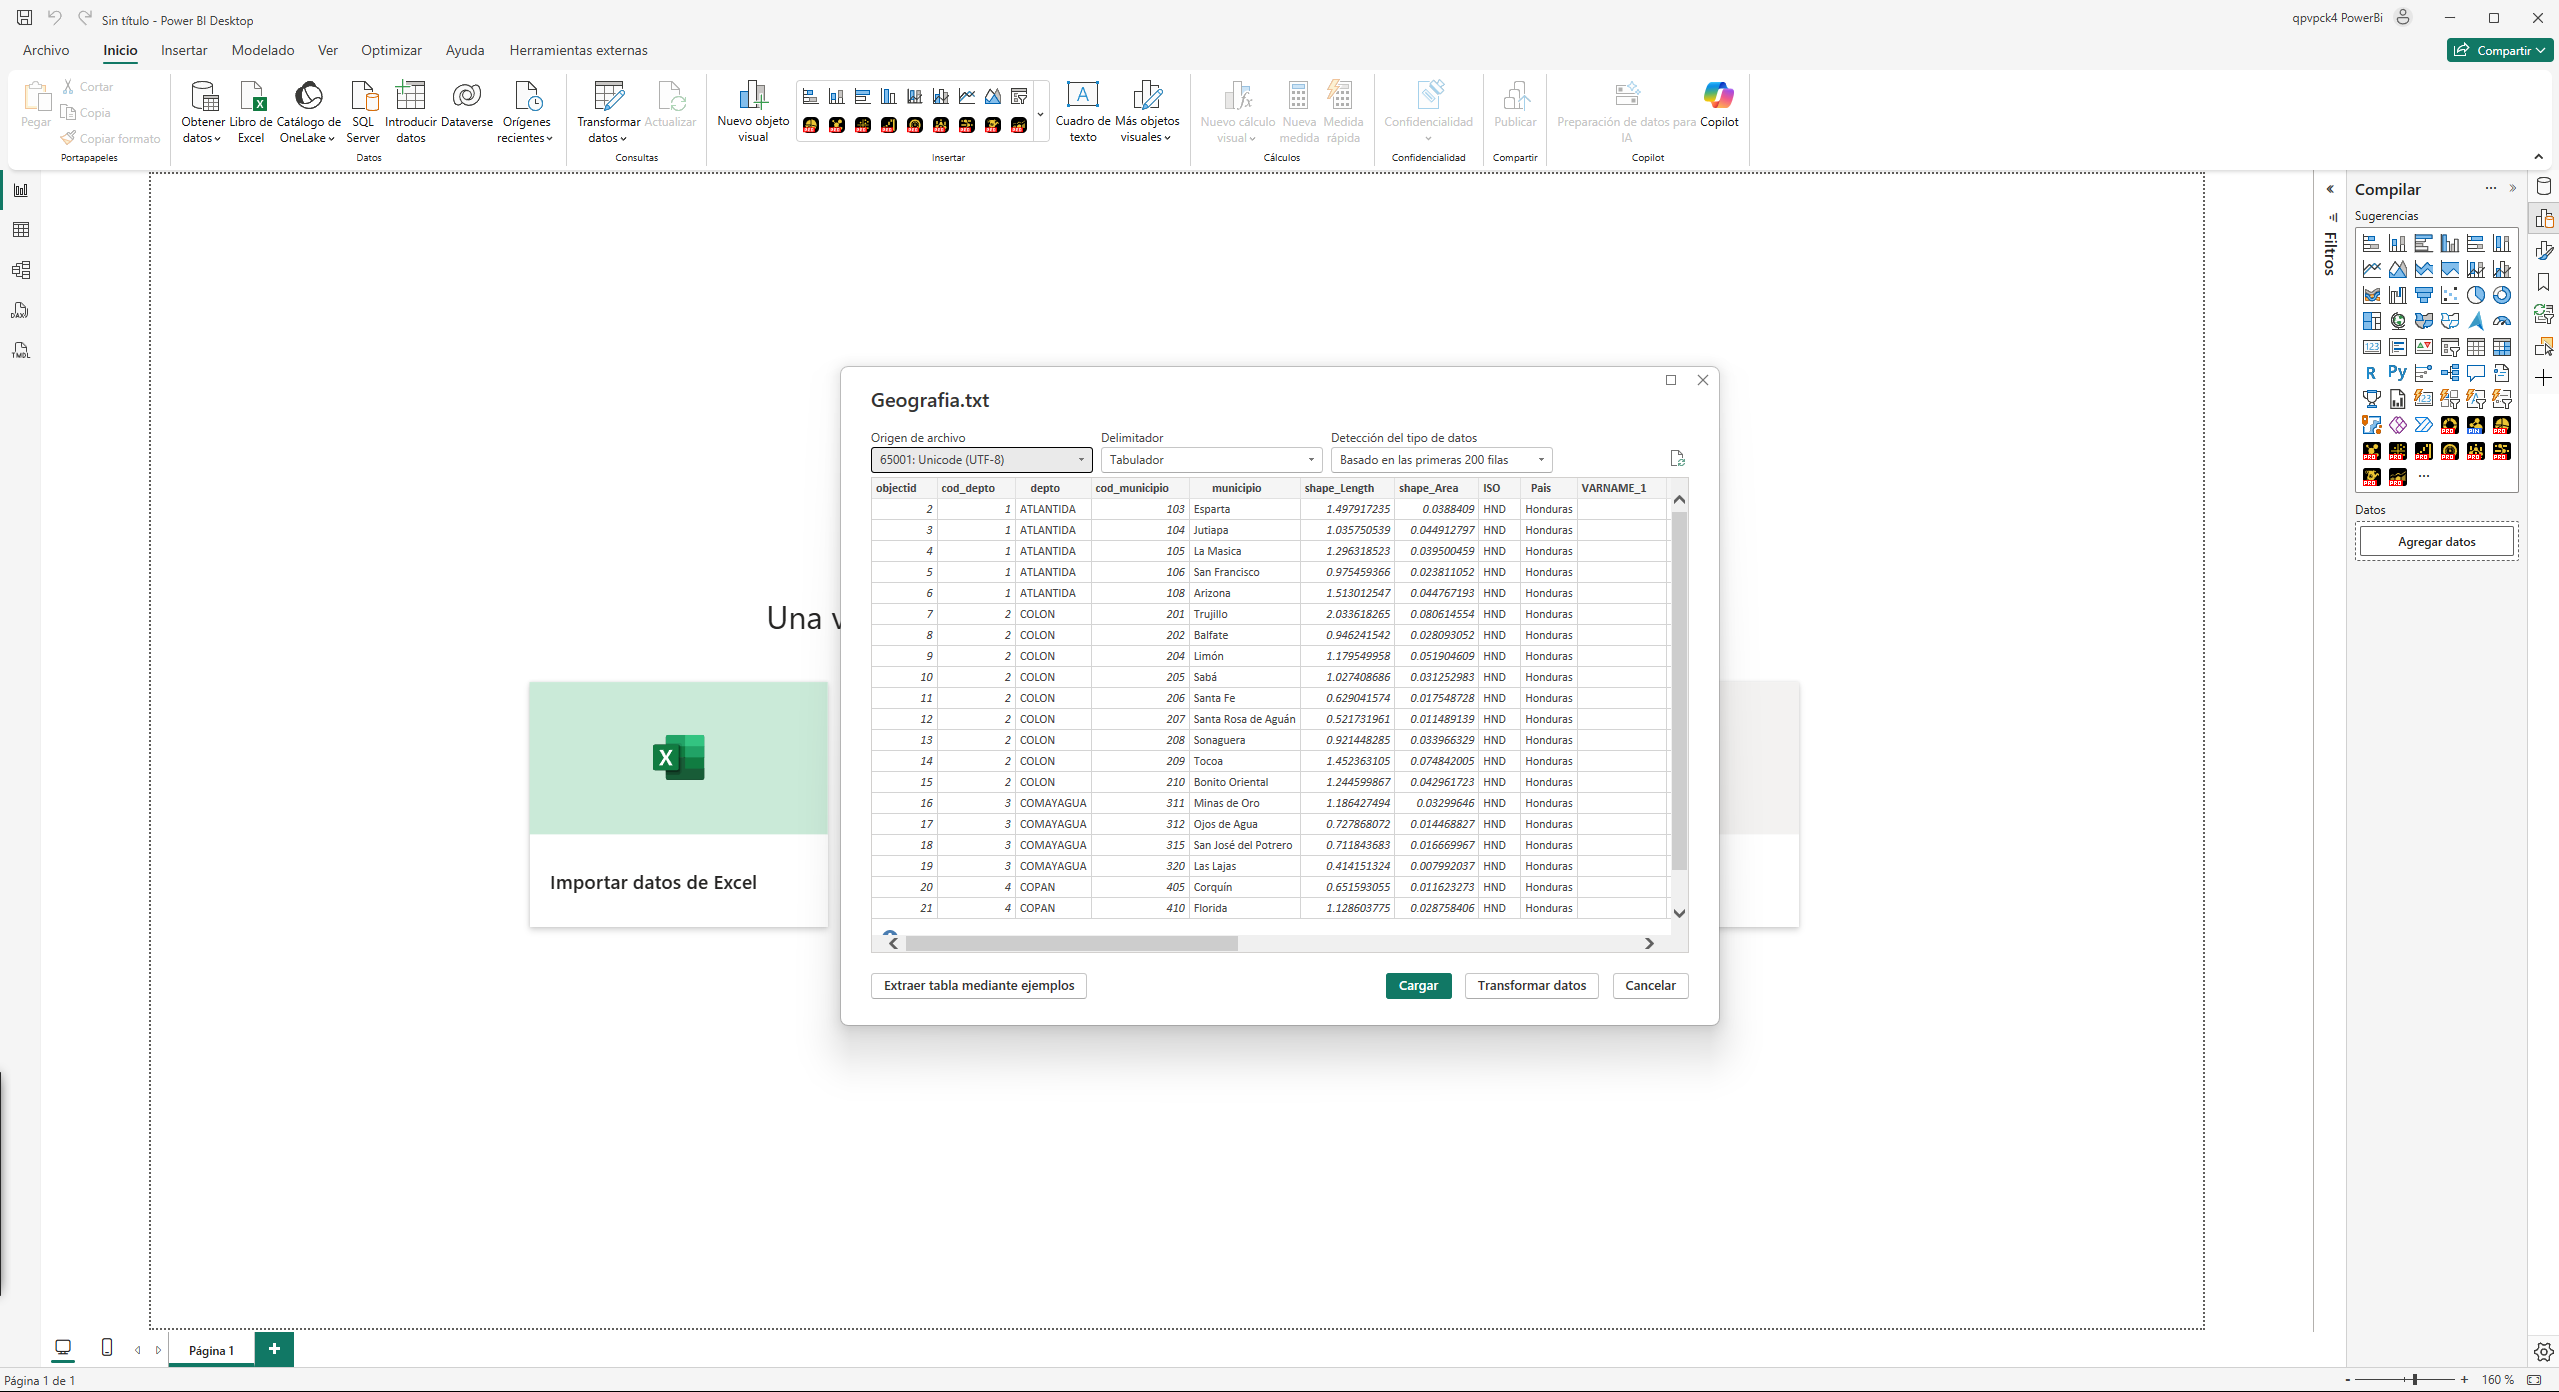 Sin título - Power BI Desktop
qpvpck4 PowerBi
Archivo Inicio Insertar Modelado Ver Optimizar Ayuda Herramientas externas
Compartir
Pegar
Cortar
Copia
Copiar formato
Portapapeles
Obtener datos
Libro de Excel
Catálogo de OneLake
SQL Server
Introducir datos
Dataverse
Orígenes recientes
Datos
Transformar datos
Actualizar
Consultas
Nuevo objeto visual
Cuadro de texto
Más objetos visuales
Insertar
Nuevo cálculo visual
Nueva medida
Medida rápida
Cálculos
Confidencialidad
Confidencialidad
Publicar
Compartir
Preparación de datos para IA
Copilot
Copilot
DAX
TMDL
Filtros
Compilar
Sugerencias
Datos
Agregar datos
Una v
Importar datos de Excel
Geografia.txt
Origen de archivo Delimitador Detección del tipo de datos
65001: Unicode (UTF-8) Tabulador Basado en las primeras 200 filas
objectid cod_depto depto cod_municipio municipio shape_Length shape_Area ISO Pais VARNAME_1
2 1 ATLANTIDA 103 Esparta 1.497917235 0.0388409 HND Honduras
3 1 ATLANTIDA 104 Jutiapa 1.035750539 0.044912797 HND Honduras
4 1 ATLANTIDA 105 La Masica 1.296318523 0.039500459 HND Honduras
5 1 ATLANTIDA 106 San Francisco 0.975459366 0.023811052 HND Honduras
6 1 ATLANTIDA 108 Arizona 1.513012547 0.044767193 HND Honduras
7 2 COLON 201 Trujillo 2.033618265 0.080614554 HND Honduras
8 2 COLON 202 Balfate 0.946241542 0.028093052 HND Honduras
9 2 COLON 204 Limón 1.179549958 0.051904609 HND Honduras
10 2 COLON 205 Sabá 1.027408686 0.031252983 HND Honduras
11 2 COLON 206 Santa Fe 0.629041574 0.017548728 HND Honduras
12 2 COLON 207 Santa Rosa de Aguán 0.521731961 0.011489139 HND Honduras
13 2 COLON 208 Sonaguera 0.921448285 0.033966329 HND Honduras
14 2 COLON 209 Tocoa 1.452363105 0.074842005 HND Honduras
15 2 COLON 210 Bonito Oriental 1.244599867 0.042961723 HND Honduras
16 3 COMAYAGUA 311 Minas de Oro 1.186427494 0.03299646 HND Honduras
17 3 COMAYAGUA 312 Ojos de Agua 0.727868072 0.014468827 HND Honduras
18 3 COMAYAGUA 315 San José del Potrero 0.711843683 0.016669967 HND Honduras
19 3 COMAYAGUA 320 Las Lajas 0.414151324 0.007992037 HND Honduras
20 4 COPAN 405 Corquín 0.651593055 0.011623273 HND Honduras
21 4 COPAN 410 Florida 1.128603775 0.028758406 HND Honduras
Extraer tabla mediante ejemplos Cargar Transformar datos Cancelar
Página 1
Página 1 de 1
160 %